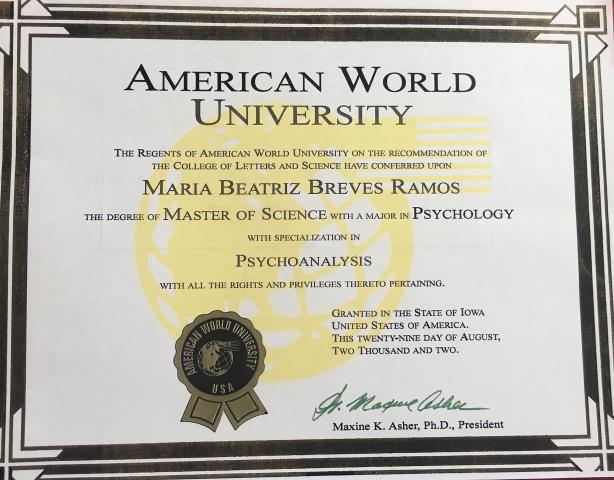 AMERICAN WORLD
UNIVERSITY
THE REGENTS OF AMERICAN WORLD UNIVERSITY ON THE RECOMMENDATION OF
THE COLLEGE OF LETTERS AND SCIENCE HAVE CONFERRED UPON
MARIA BEATRIZ BREVES RAMOS
THE DEGREE OF MASTER OF SCIENCE WITH A MAJOR IN PSYCHOLOGY
WITH SPECIALIZATION IN
PSYCHOANALYSIS
WITH ALL THE RIGHTS AND PRIVILEGES THERETO PERTAINING.
GRANTED IN THE STATE OF IOWA
UNITED STATES OF AMERICA.
THIS TWENTY-NINE DAY OF AUGUST,
TWO THOUSAND AND TWO.
AMERICAN WORLD UNIVERSITY
USA
Dr. Maxine Asher
Maxine K. Asher, Ph.D., President